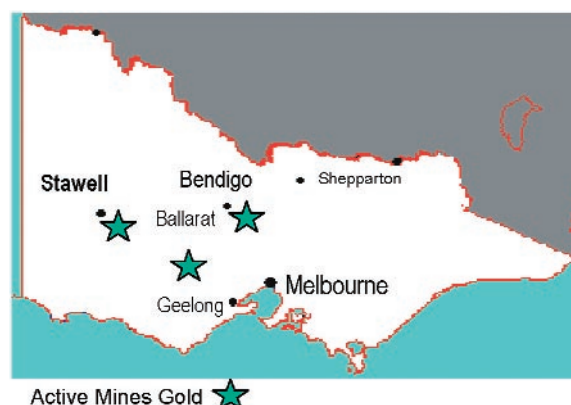 Stawell
Bendigo
Shepparton
Ballarat
Melbourne
Geelong
Active Mines Gold